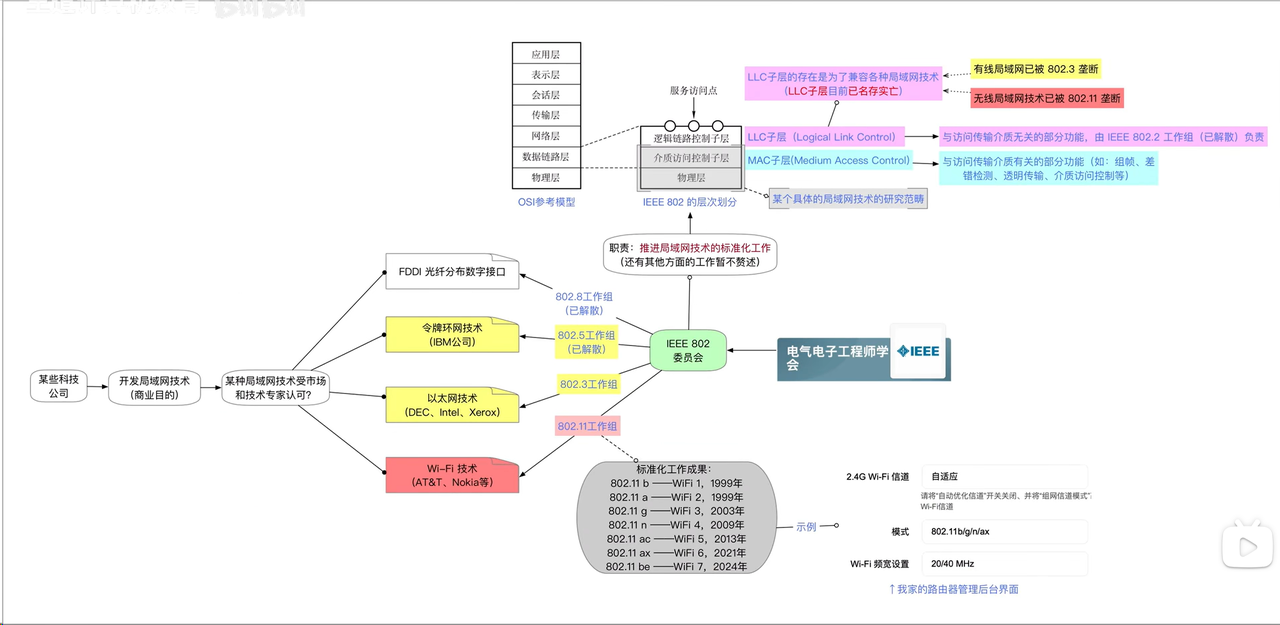 bilibili
应用层
表示层
会话层
传输层
网络层
数据链路层
物理层
OSI参考模型
服务访问点
逻辑链路控制子层
介质访问控制子层
物理层
IEEE 802 的层次划分
LLC子层的存在是为了兼容各种局域网技术
(LLC子层目前已名存实亡)
有线局域网已被 802.3 垄断
无线局域网技术已被 802.11 垄断
LLC子层（Logical Link Control）
与访问传输介质无关的部分功能，由 IEEE 802.2 工作组（已解散）负责
MAC子层(Medium Access Control)
与访问传输介质有关的部分功能（如：组帧、差
错检测、透明传输、介质访问控制等）
某个具体的局域网技术的研究范畴
职责：推进局域网技术的标准化工作
（还有其他方面的工作暂不赘述）
FDDI 光纤分布数字接口
802.8工作组
（已解散）
令牌环网技术
（IBM公司）
802.5工作组
（已解散）
IEEE 802
委员会
电气电子工程师学
会
IEEE
某些科技
公司
开发局域网技术
（商业目的）
某种局域网技术受市场
和技术专家认可？
802.3工作组
以太网技术
（DEC、Intel、Xerox）
802.11工作组
Wi-Fi 技术
（AT&T、Nokia等）
标准化工作成果：
802.11 b ——WiFi 1，1999年
802.11 a ——WiFi 2，1999年
802.11 g ——WiFi 3，2003年
802.11 n ——WiFi 4，2009年
802.11 ac ——WiFi 5，2013年
802.11 ax ——WiFi 6，2021年
802.11 be ——WiFi 7，2024年
示例
2.4G Wi-Fi 信道
自适应
请将“自动优化信道”开关关闭、并将“组网信道模式”
Wi-Fi信道
模式
802.11b/g/n/ax
Wi-Fi 频宽设置
20/40 MHz
↑我家的路由器管理后台界面